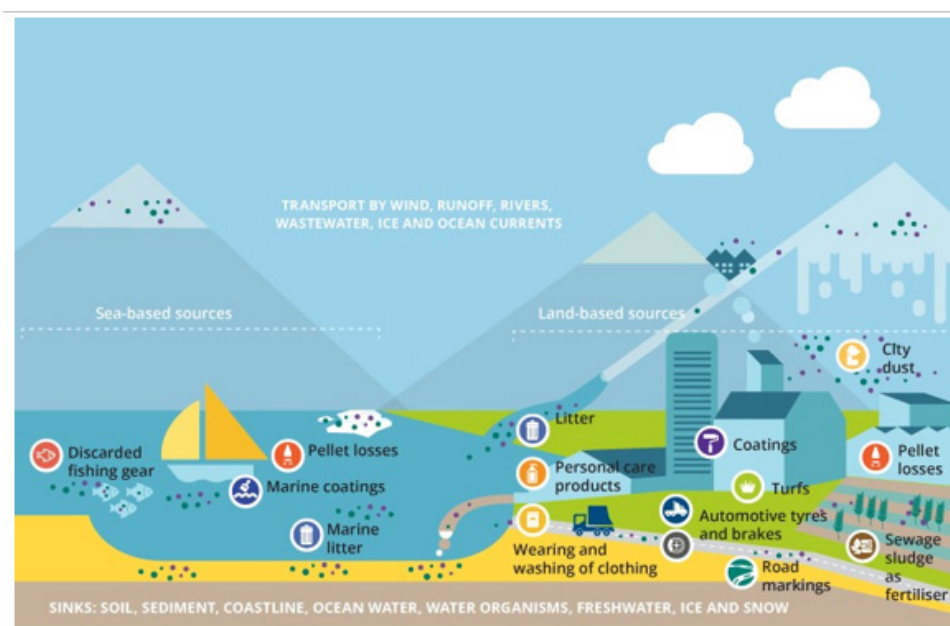 TRANSPORT BY WIND, RUNOFF, RIVERS,
WASTEWATER, ICE AND OCEAN CURRENTS
Sea-based sources
Land-based sources
City
dust
Litter
Discarded
fishing gear
Pellet losses
Coatings
Pellet
losses
Marine coatings
Personal care
products
Turfs
Marine
litter
Automotive tyres
and brakes
Wearing and
washing of clothing
Road
markings
Sewage
sludge
as
fertiliser
SINKS: SOIL, SEDIMENT, COASTLINE, OCEAN WATER, WATER ORGANISMS, FRESHWATER, ICE AND SNOW